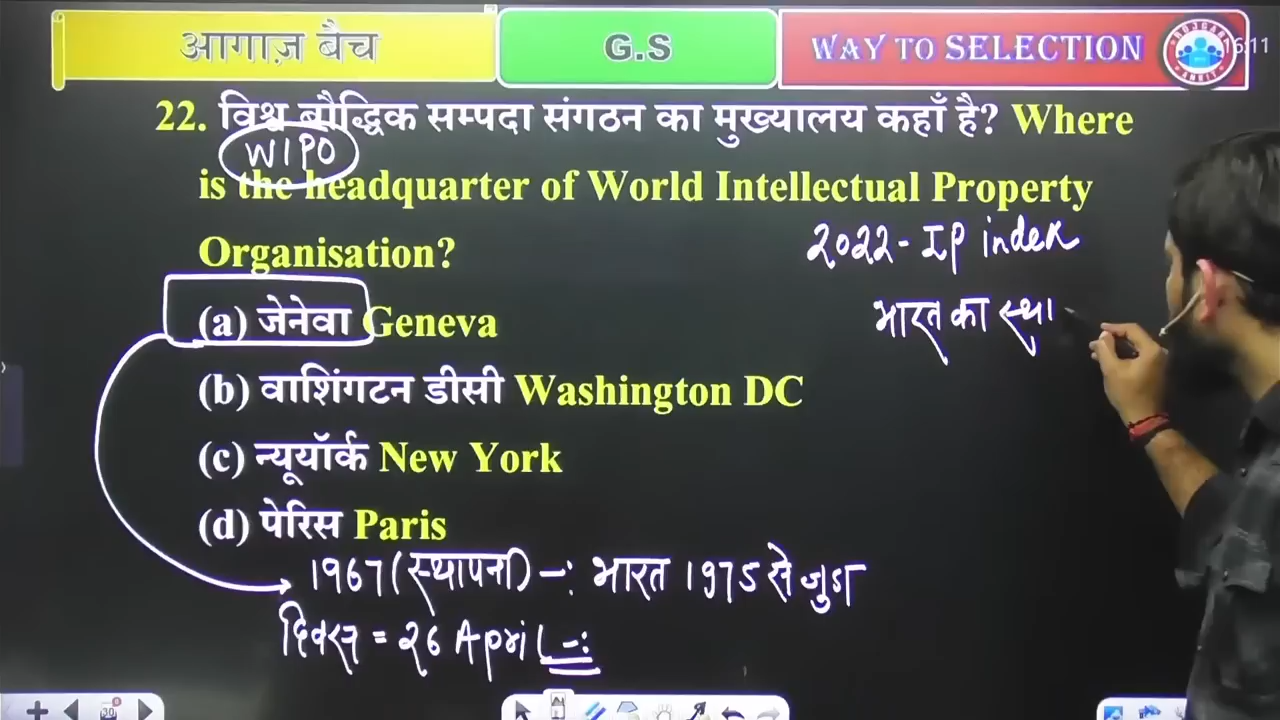 आगाज़ बैच
G.S
WAY TO SELECTION
16:11
22. विश्व बौद्धिक सम्पदा संगठन का मुख्यालय कहाँ है? Where
WIPO
is the headquarter of World Intellectual Property
Organisation?
2022 - IP index
(a) जेनेवा Geneva
भारत का स्था
(b) वाशिंगटन डीसी Washington DC
(c) न्यूयॉर्क New York
(d) पेरिस Paris
1967 (स्थापना) -: भारत 1975 से जुड़ा
दिवस = 26 April -: